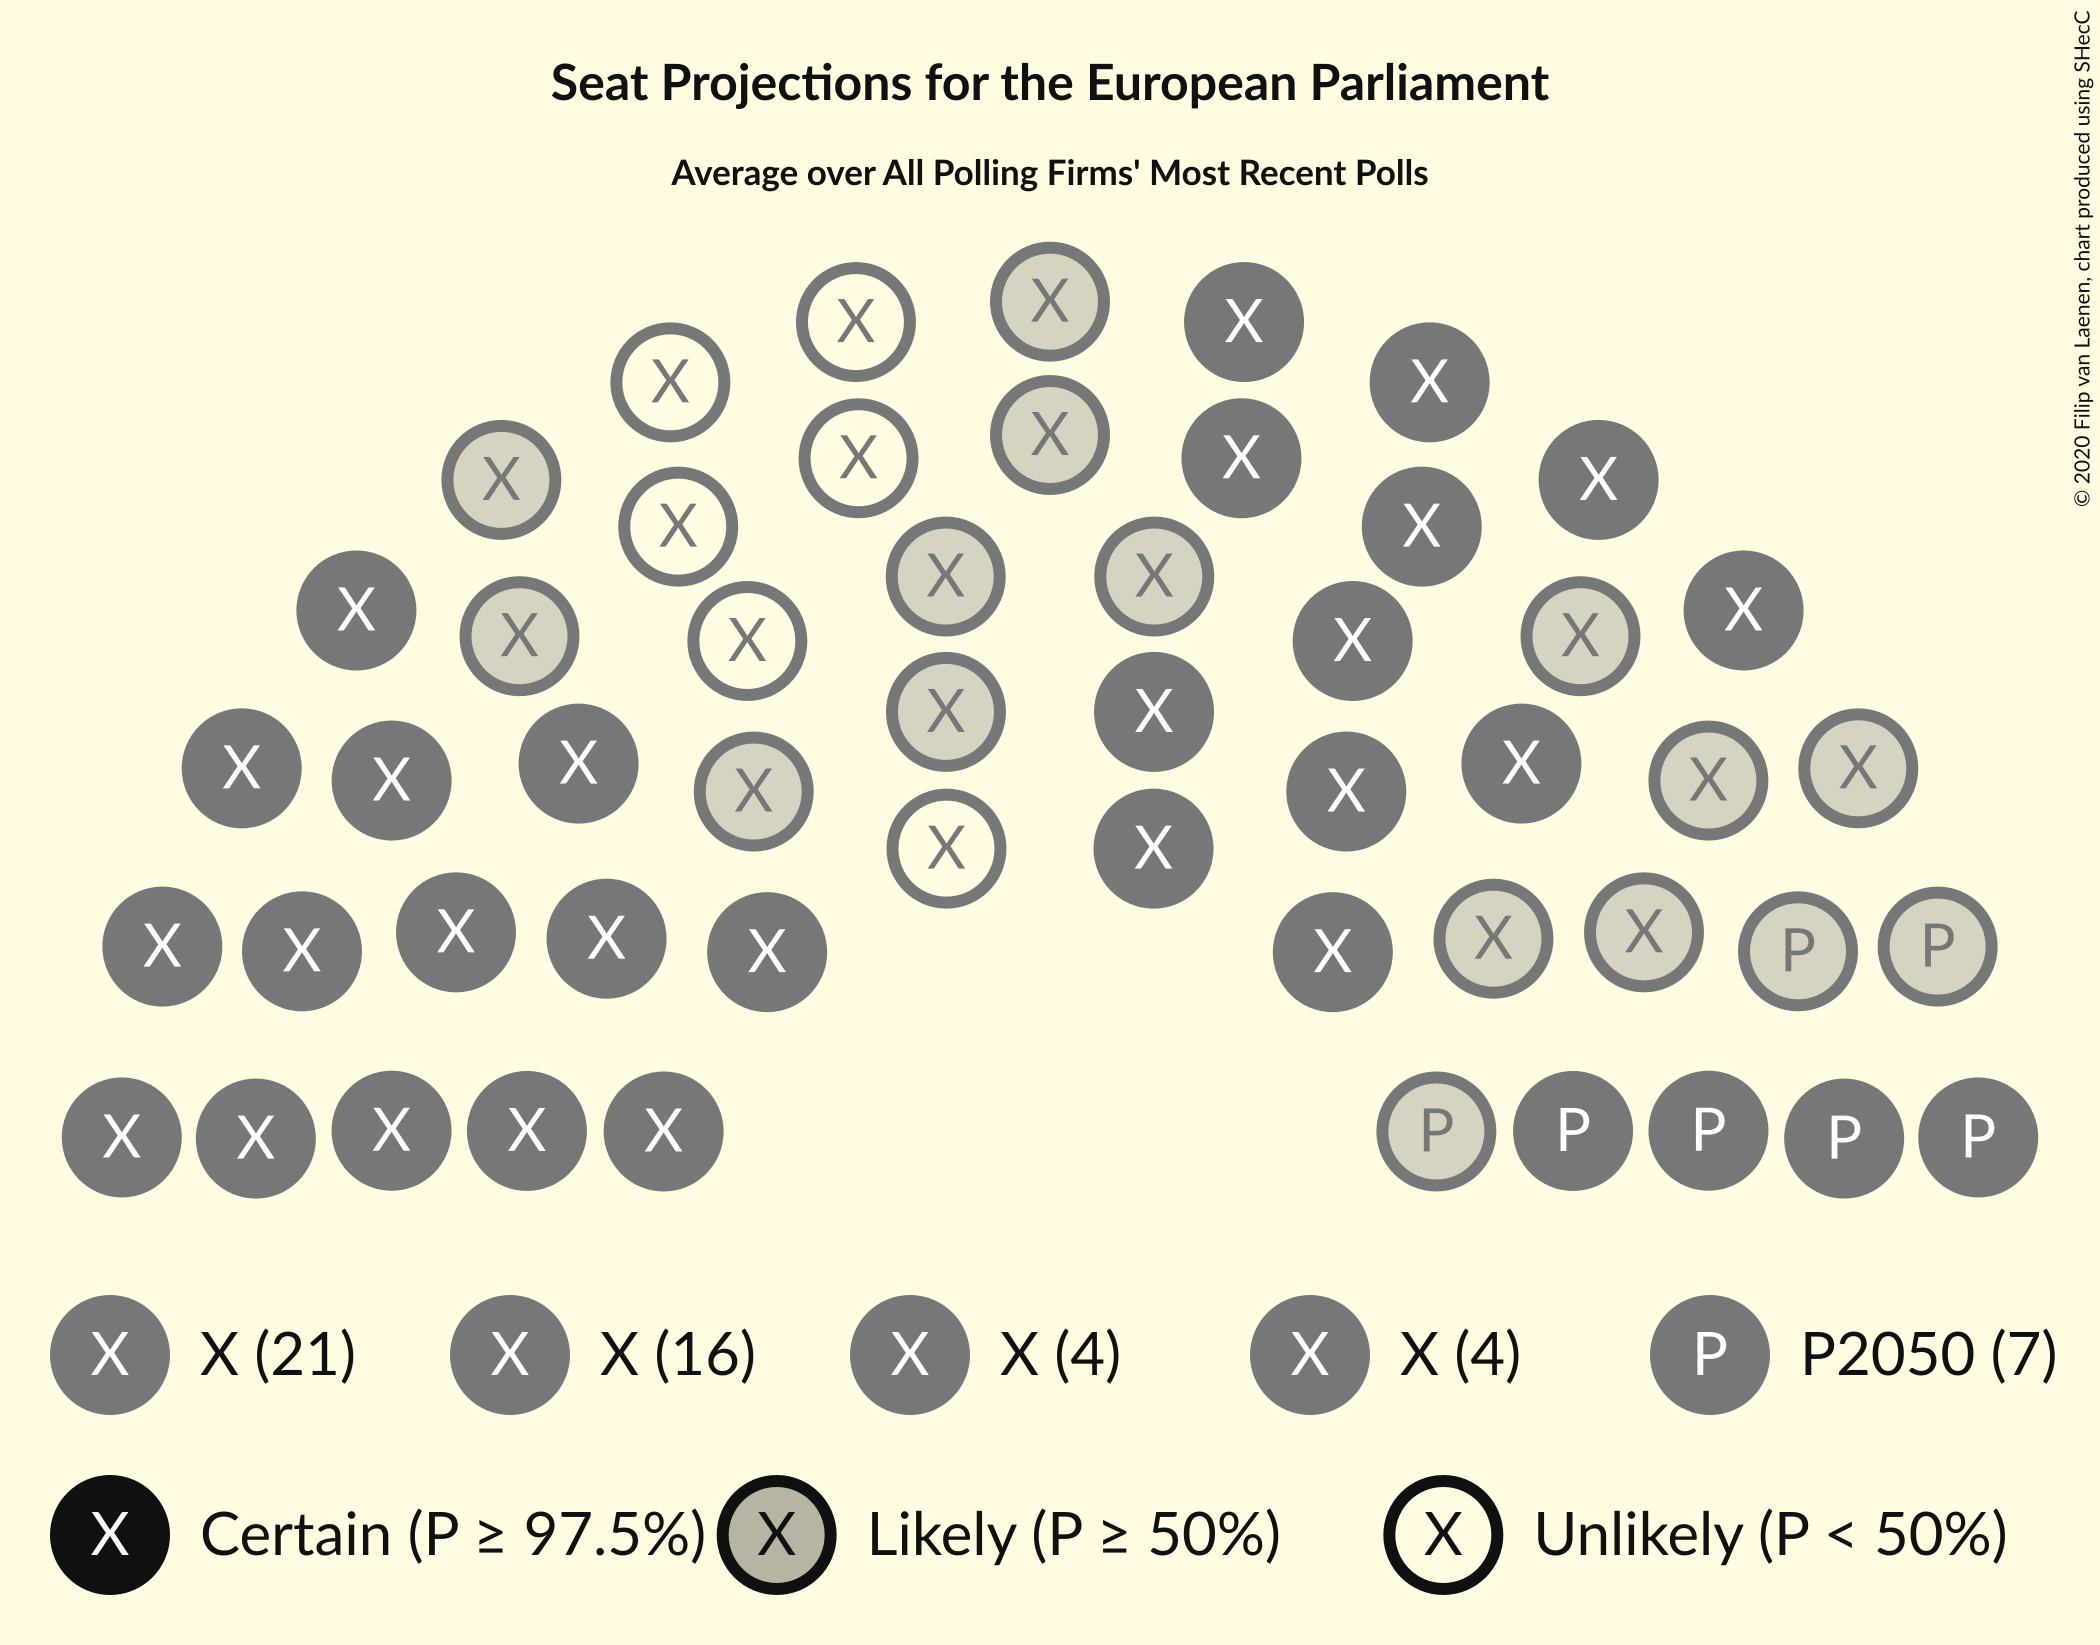 Seat Projections for the European Parliament
Average over All Polling Firms' Most Recent Polls
© 2020 Filip van Laenen, chart produced using SHecC
X
X X
X X
X
X X
X X
X X
X X
X X
X X
X X
X X
X X X X
X X X X X X
X X
X X X X X X X P P
X X X X X P P P P P
X X (21) X X (16) X X (4) X X (4) P P2050 (7)
X Certain (P ≥ 97.5%) X Likely (P ≥ 50%) X Unlikely (P < 50%)